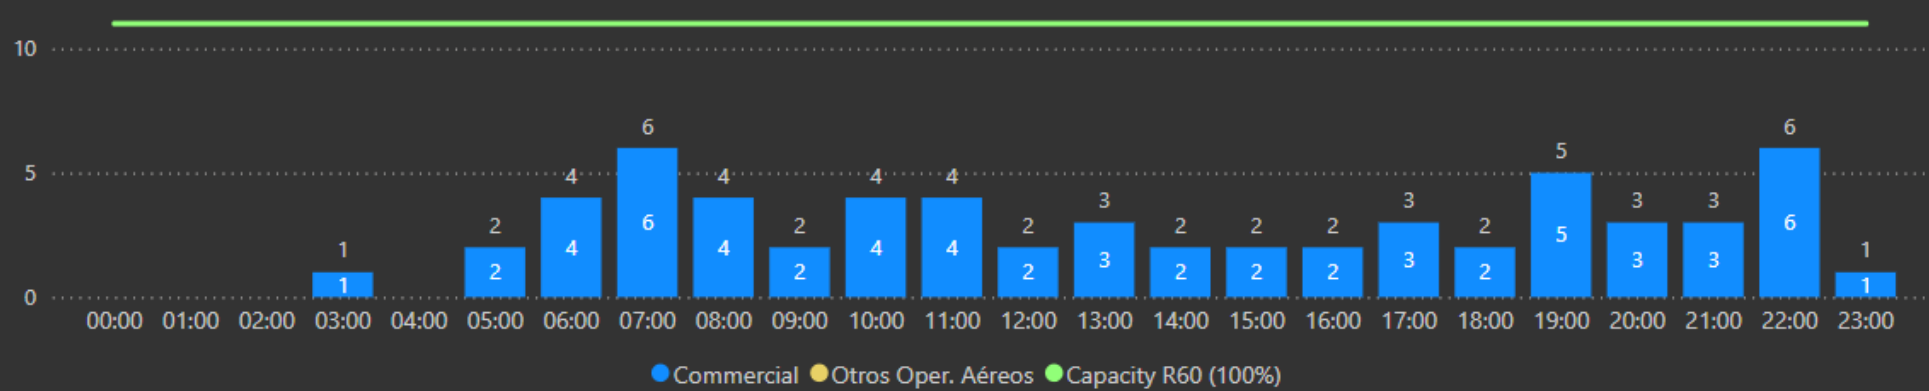 10
5
0
1 2 4 6 4 2 4 4 2 3 2 2 2 3 2 5 3 3 6 1
1 2 4 6 4 2 4 4 2 3 2 2 2 3 2 5 3 3 6 1
00:00 01:00 02:00 03:00 04:00 05:00 06:00 07:00 08:00 09:00 10:00 11:00 12:00 13:00 14:00 15:00 16:00 17:00 18:00 19:00 20:00 21:00 22:00 23:00
Commercial Otros Oper. Aéreos Capacity R60 (100%)